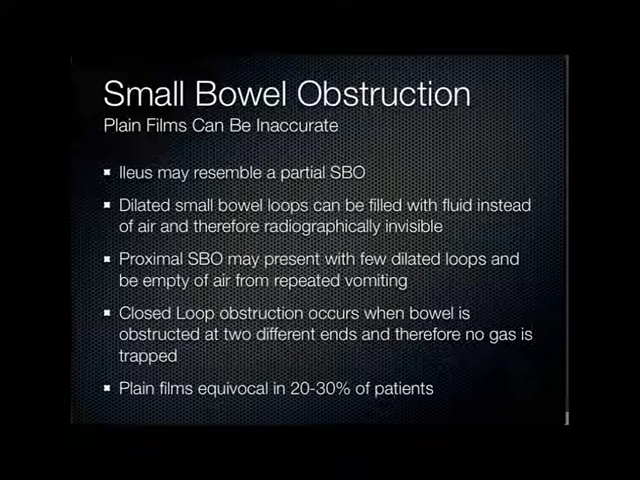 Small Bowel Obstruction
Plain Films Can Be Inaccurate
Ileus may resemble a partial SBO
Dilated small bowel loops can be filled with fluid instead
of air and therefore radiographically invisible
Proximal SBO may present with few dilated loops and
be empty of air from repeated vomiting
Closed Loop obstruction occurs when bowel is
obstructed at two different ends and therefore no gas is
trapped
Plain films equivocal in 20-30% of patients